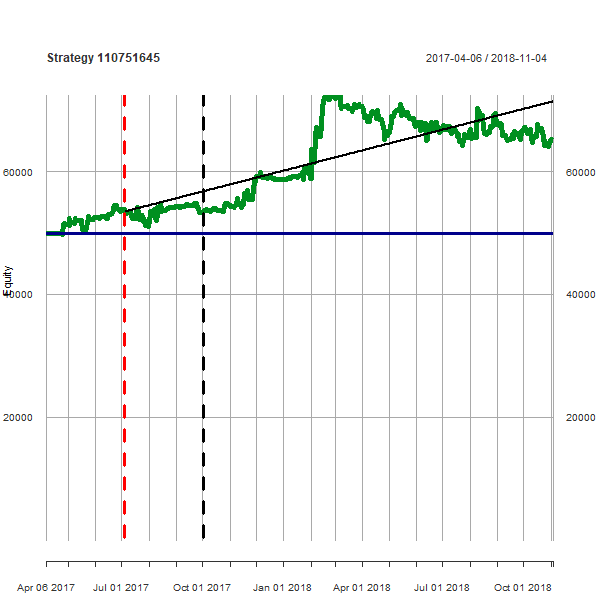 Strategy 110751645
2017-04-06 / 2018-11-04
60000
60000
Equity
40000
40000
20000
20000
Apr 06 2017
Jul 01 2017
Oct 01 2017
Jan 01 2018
Apr 01 2018
Jul 01 2018
Oct 01 2018